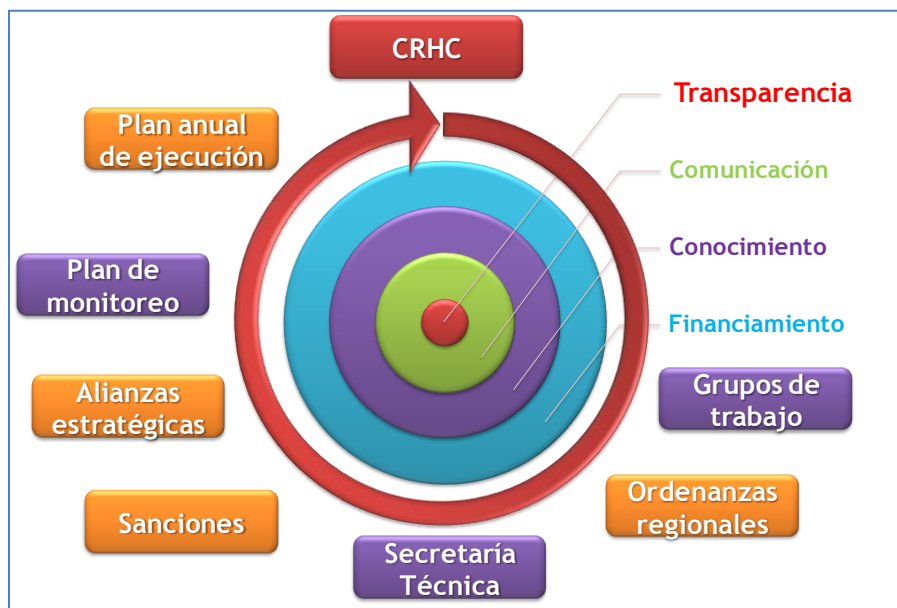 CRHC
Transparencia
Plan anual
de ejecución
Comunicación
Conocimiento
Plan de
monitoreo
Financiamiento
Alianzas
estratégicas
Grupos de
trabajo
Sanciones
Ordenanzas
regionales
Secretaría
Técnica